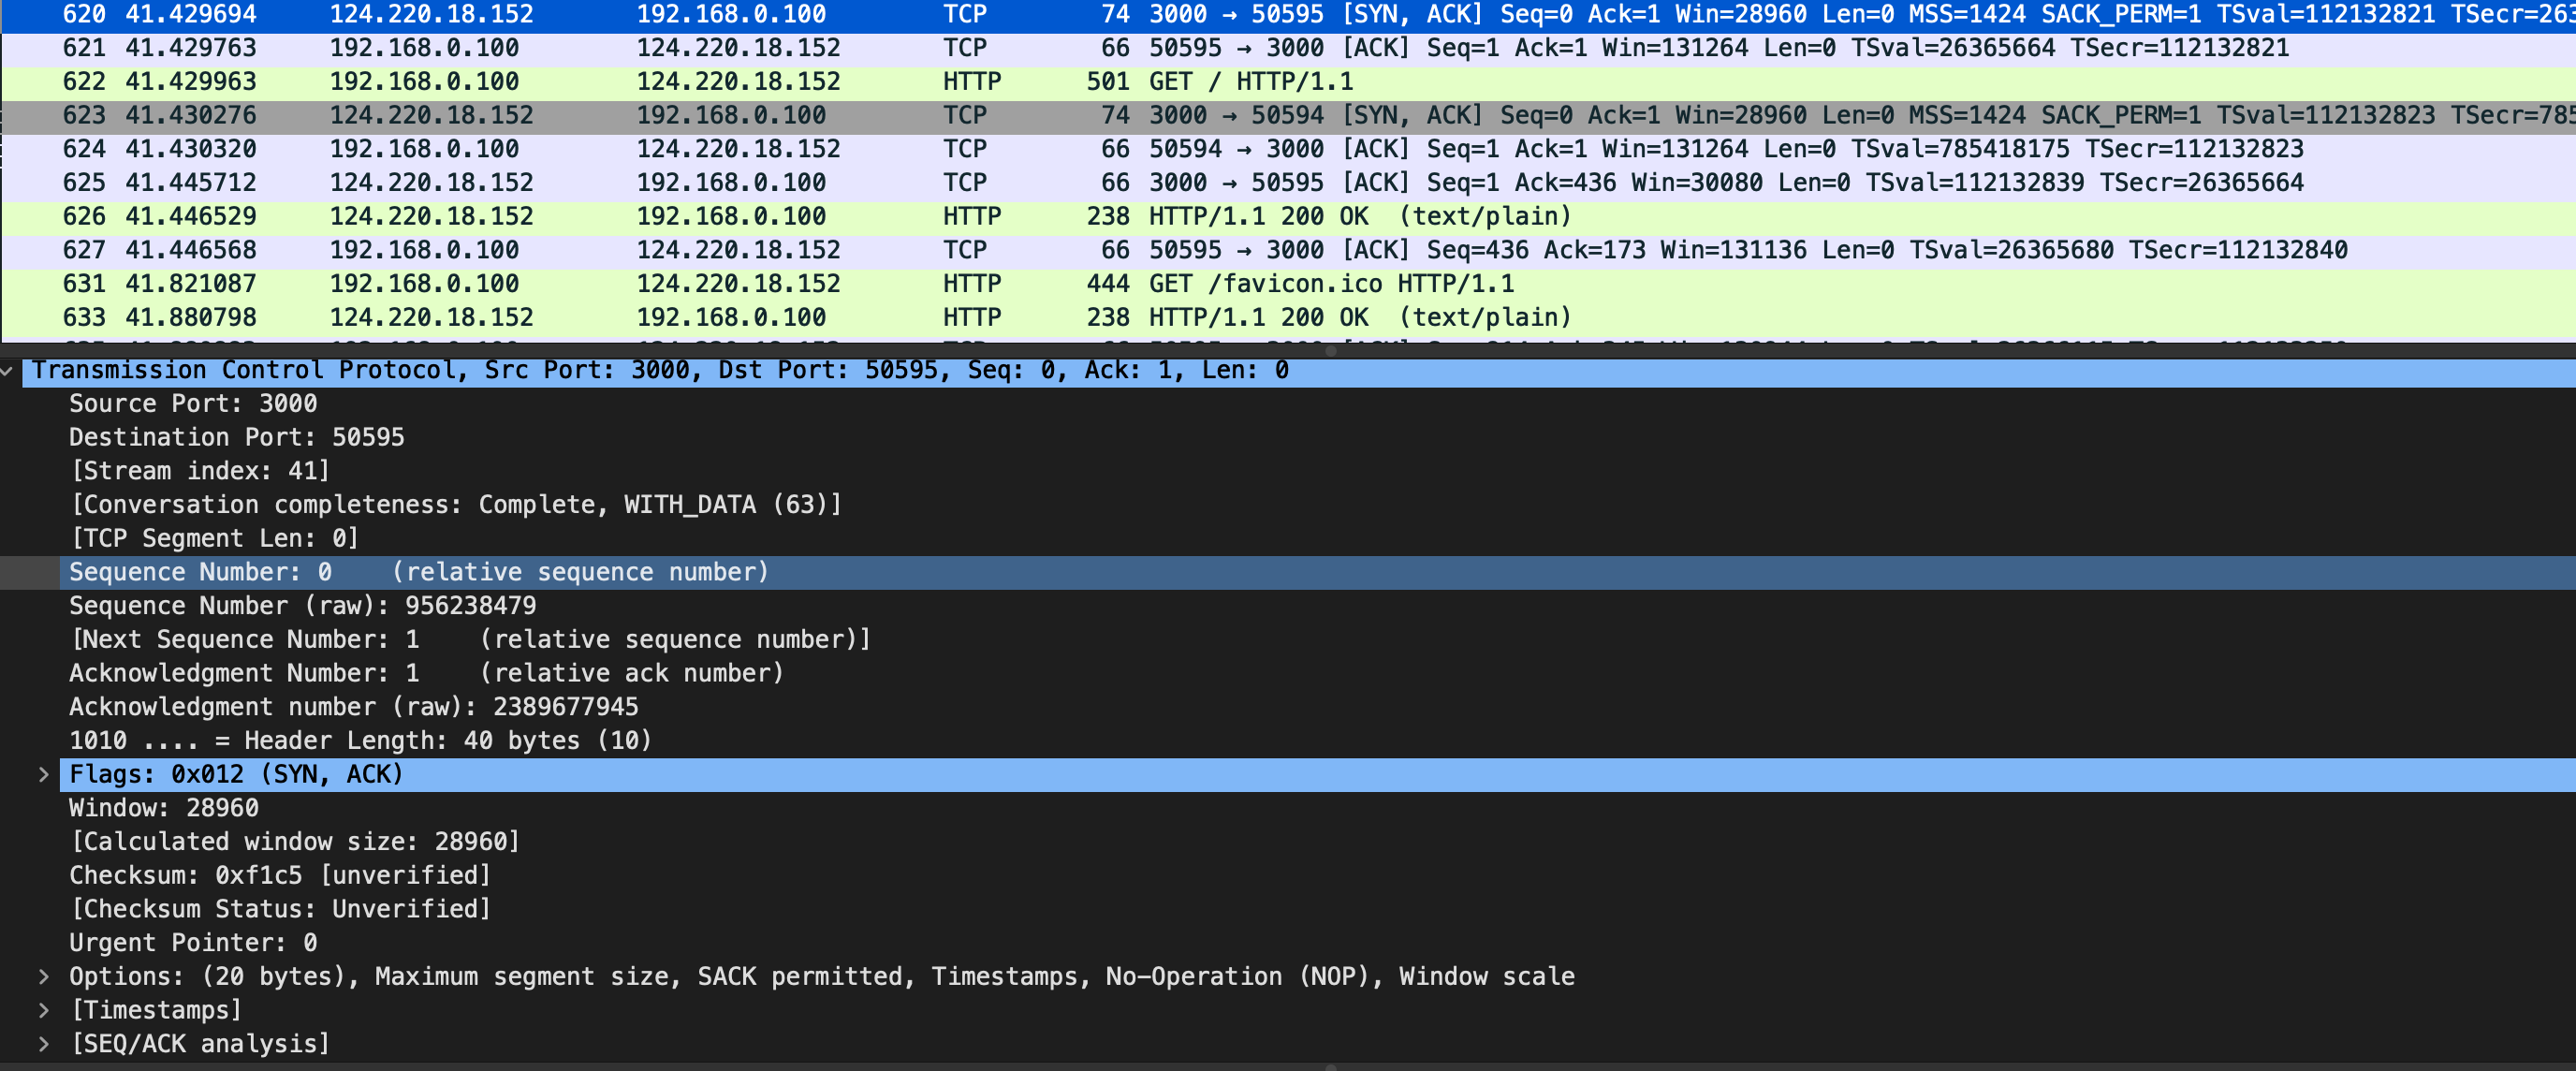 620 41.429694 124.220.18.152 192.168.0.100 TCP 74 3000 → 50595 [SYN, ACK] Seq=0 Ack=1 Win=28960 Len=0 MSS=1424 SACK_PERM=1 TSval=112132821 TSecr=263
621 41.429763 192.168.0.100 124.220.18.152 TCP 66 50595 → 3000 [ACK] Seq=1 Ack=1 Win=131264 Len=0 TSval=26365664 TSecr=112132821
622 41.429963 192.168.0.100 124.220.18.152 HTTP 501 GET / HTTP/1.1
623 41.430276 124.220.18.152 192.168.0.100 TCP 74 3000 → 50594 [SYN, ACK] Seq=0 Ack=1 Win=28960 Len=0 MSS=1424 SACK_PERM=1 TSval=112132823 TSecr=785
624 41.430320 192.168.0.100 124.220.18.152 TCP 66 50594 → 3000 [ACK] Seq=1 Ack=1 Win=131264 Len=0 TSval=785418175 TSecr=112132823
625 41.445712 124.220.18.152 192.168.0.100 TCP 66 3000 → 50595 [ACK] Seq=1 Ack=436 Win=30080 Len=0 TSval=112132839 TSecr=26365664
626 41.446529 124.220.18.152 192.168.0.100 HTTP 238 HTTP/1.1 200 OK (text/plain)
627 41.446568 192.168.0.100 124.220.18.152 TCP 66 50595 → 3000 [ACK] Seq=436 Ack=173 Win=131136 Len=0 TSval=26365680 TSecr=112132840
631 41.821087 192.168.0.100 124.220.18.152 HTTP 444 GET /favicon.ico HTTP/1.1
633 41.880798 124.220.18.152 192.168.0.100 HTTP 238 HTTP/1.1 200 OK (text/plain)
Transmission Control Protocol, Src Port: 3000, Dst Port: 50595, Seq: 0, Ack: 1, Len: 0
Source Port: 3000
Destination Port: 50595
[Stream index: 41]
[Conversation completeness: Complete, WITH_DATA (63)]
[TCP Segment Len: 0]
Sequence Number: 0 (relative sequence number)
Sequence Number (raw): 956238479
[Next Sequence Number: 1 (relative sequence number)]
Acknowledgment Number: 1 (relative ack number)
Acknowledgment number (raw): 2389677945
1010 .... = Header Length: 40 bytes (10)
Flags: 0x012 (SYN, ACK)
Window: 28960
[Calculated window size: 28960]
Checksum: 0xf1c5 [unverified]
[Checksum Status: Unverified]
Urgent Pointer: 0
Options: (20 bytes), Maximum segment size, SACK permitted, Timestamps, No-Operation (NOP), Window scale
[Timestamps]
[SEQ/ACK analysis]